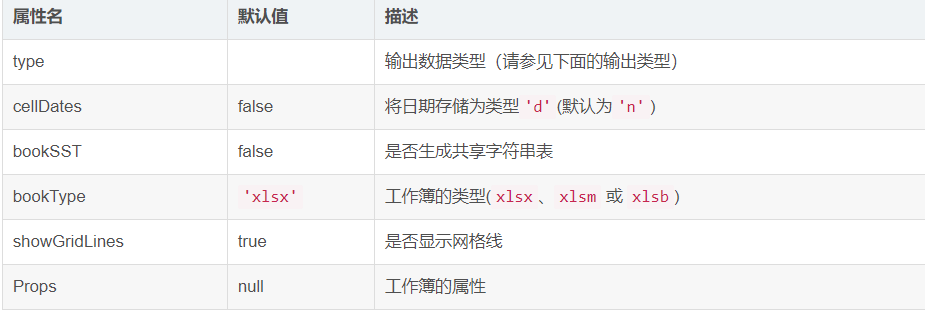 属性名 默认值 描述
type 输出数据类型（请参见下面的输出类型）
cellDates false 将日期存储为类型 'd' (默认为 'n' )
bookSST false 是否生成共享字符串表
bookType 'xlsx' 工作簿的类型( xlsx 、 xlsm 或 xlsb )
showGridLines true 是否显示网格线
Props null 工作簿的属性